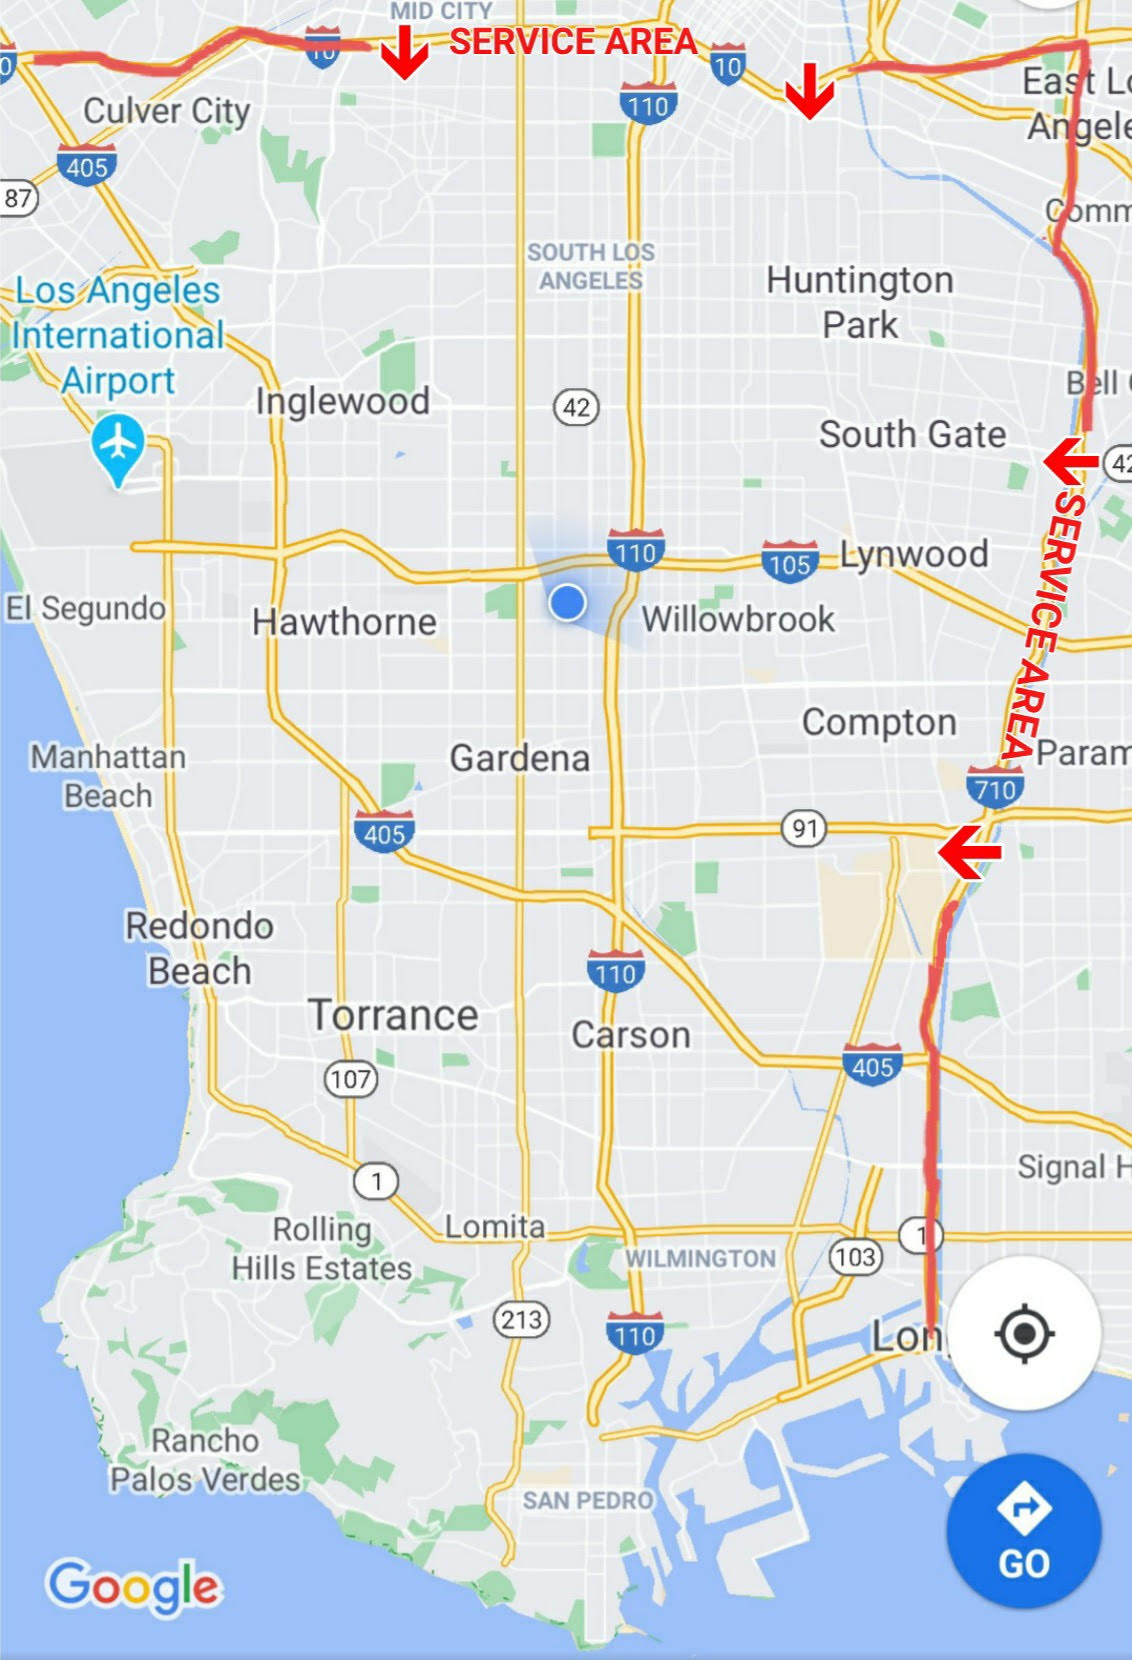 MID CITY
SERVICE AREA
10
10
0
110
East Lo
Angele
Culver City
405
87
Comm
SOUTH LOS
ANGELES
Huntington
Park
Los Angeles
International
Airport
Bell
Inglewood
42
South Gate
42
SERVICE AREA
110
105
Lynwood
El Segundo
Hawthorne
Willowbrook
Compton
Gardena
Manhattan
Beach
Param
710
405
91
Redondo
Beach
110
Torrance
Carson
405
107
Signal H
1
Rolling
Hills Estates
Lomita
WILMINGTON
103
1
213
110
Lon
Rancho
Palos Verdes
SAN PEDRO
GO
Google